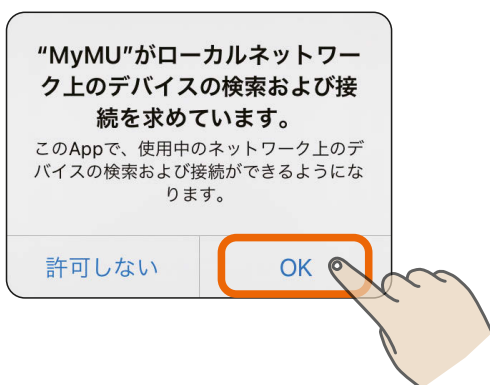 “MyMU”がローカルネットワー
ク上のデバイスの検索および接
続を求めています。
このAppで、使用中のネットワーク上のデ
バイスの検索および接続ができるようにな
ります。
許可しない
OK